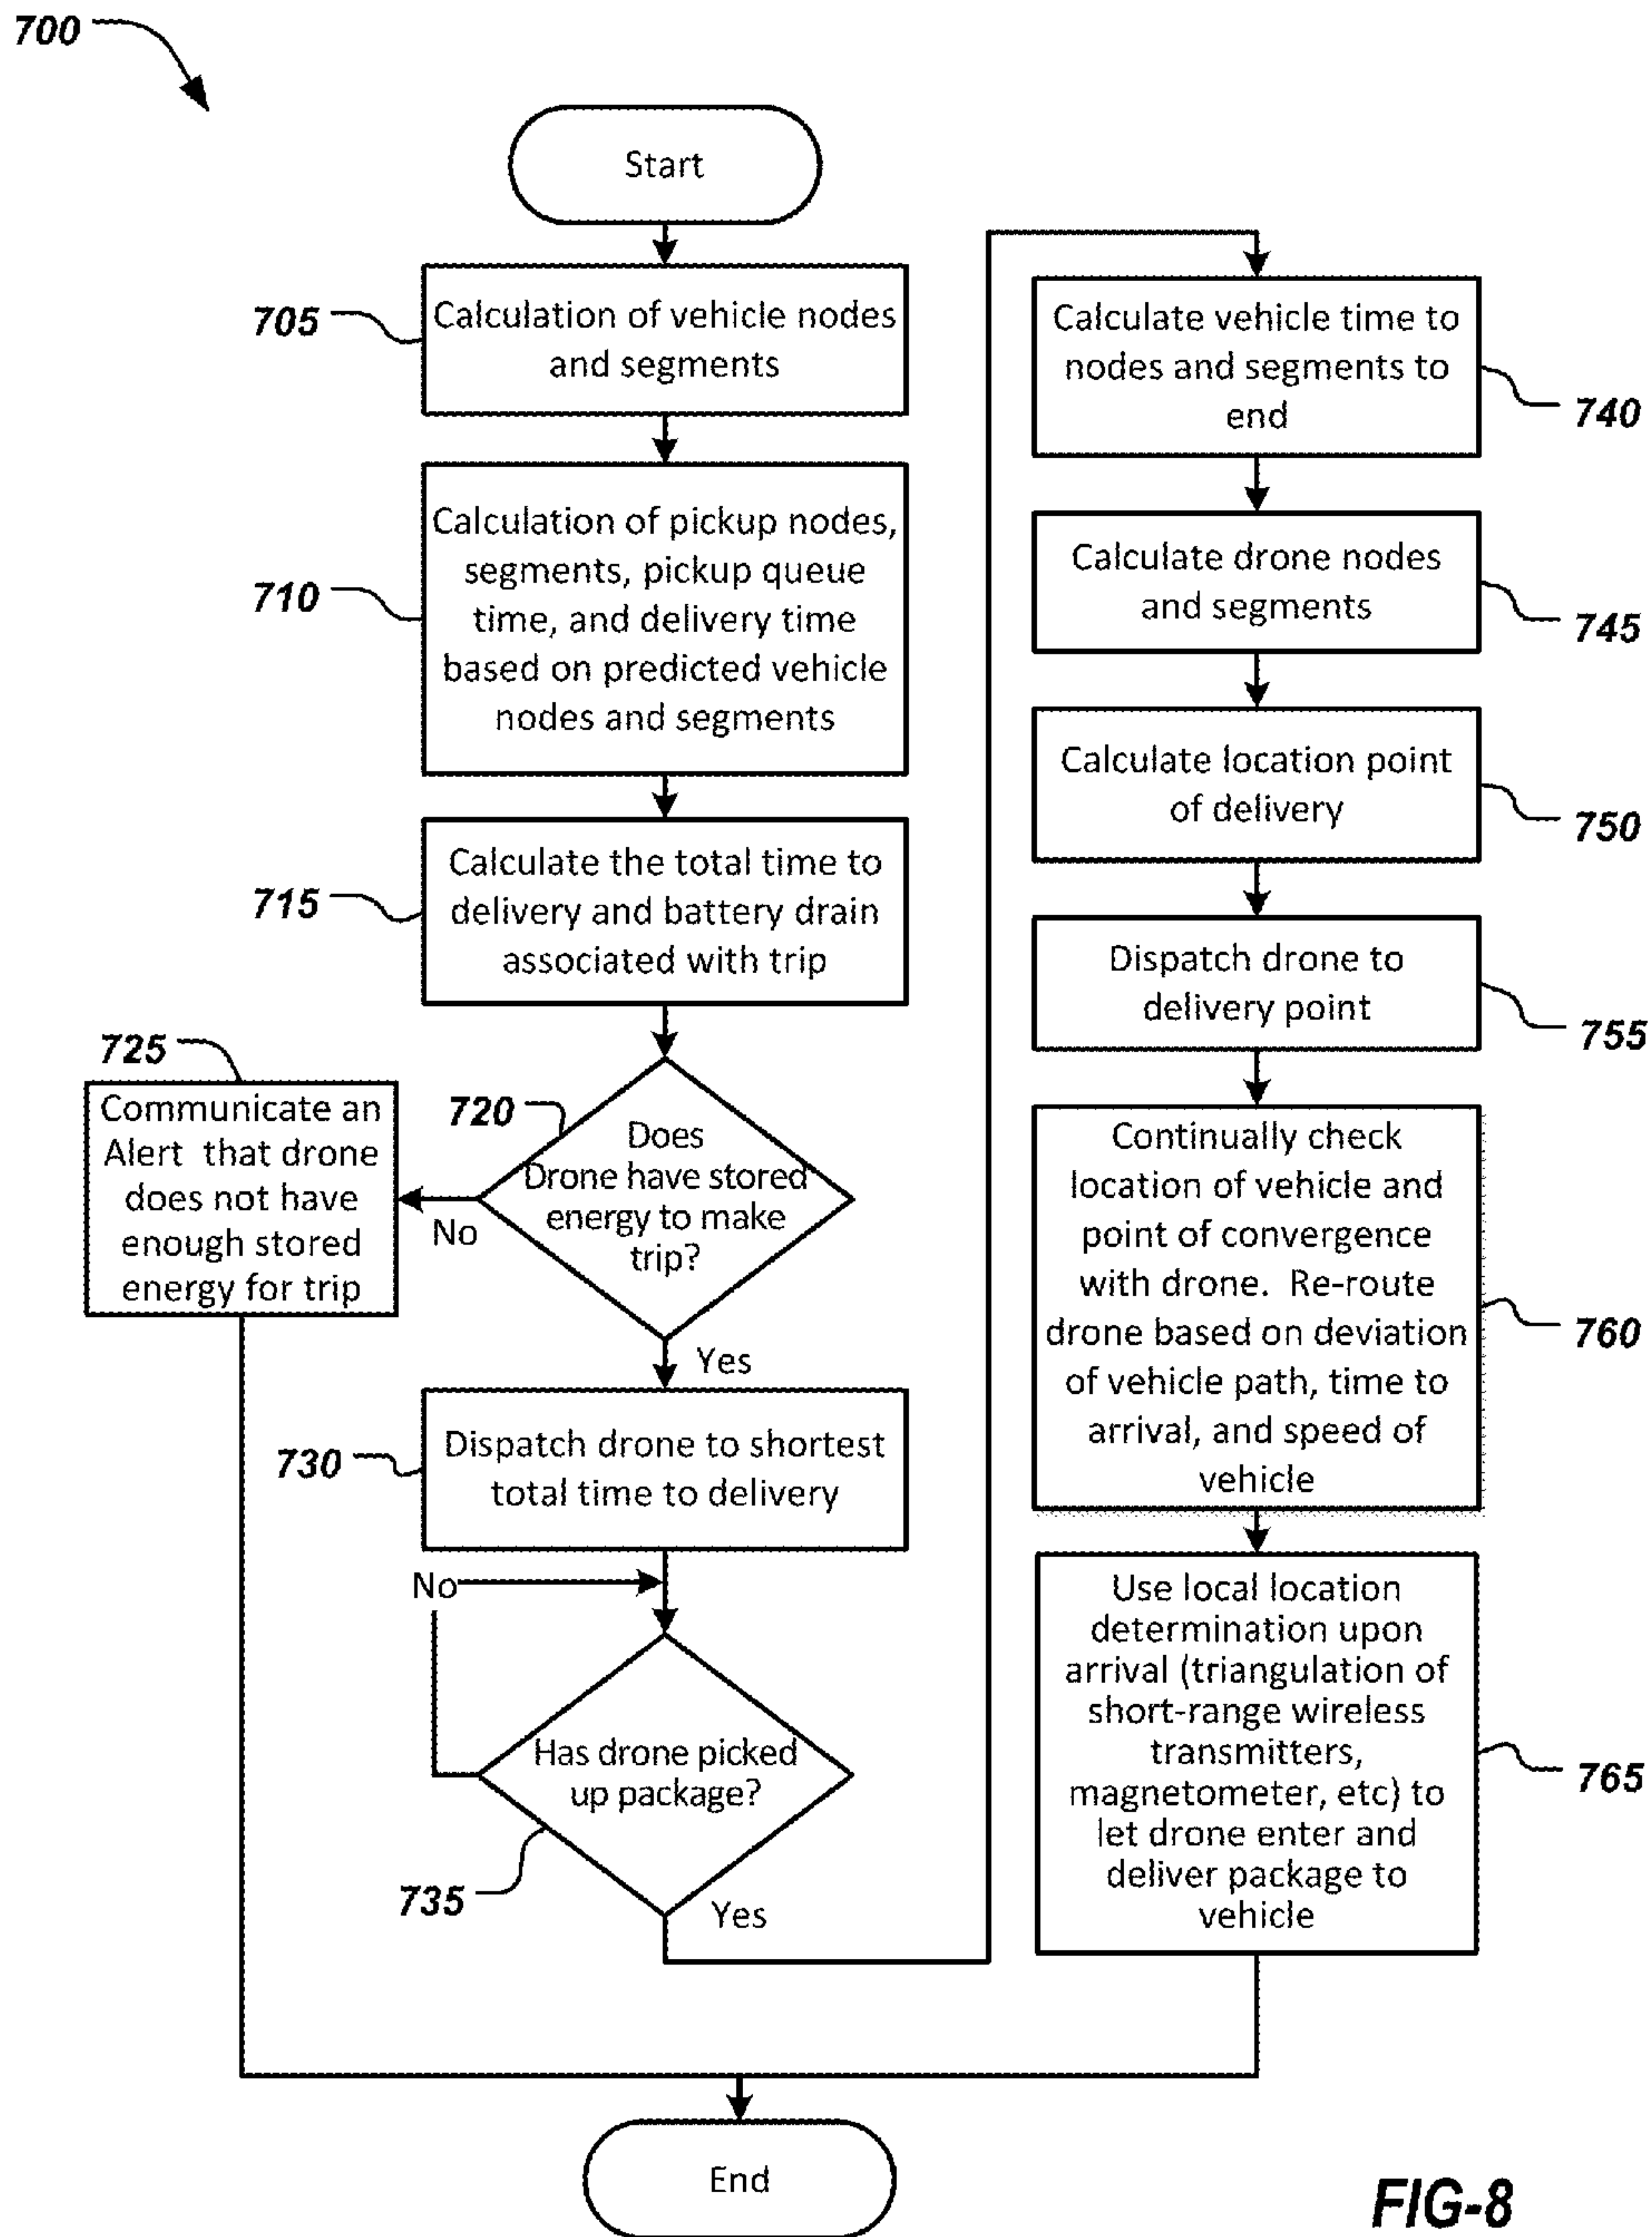 700
Start
705
Calculation of vehicle nodes
and segments
710
Calculation of pickup nodes,
segments, pickup queue
time, and delivery time
based on predicted vehicle
nodes and segments
715
Calculate the total time to
delivery and battery drain
associated with trip
720
Does
Drone have stored
energy to make
trip?
No
725
Communicate an
Alert that drone
does not have
enough stored
energy for trip
Yes
730
Dispatch drone to shortest
total time to delivery
No
Has drone picked
up package?
735
Yes
Calculate vehicle time to
nodes and segments to
end
740
Calculate drone nodes
and segments
745
Calculate location point
of delivery
750
Dispatch drone to
delivery point
755
Continually check
location of vehicle and
point of convergence
with drone. Re-route
drone based on deviation
of vehicle path, time to
arrival, and speed of
vehicle
760
Use local location
determination upon
arrival (triangulation of
short-range wireless
transmitters,
magnetometer, etc) to
let drone enter and
deliver package to
vehicle
765
End
FIG-8